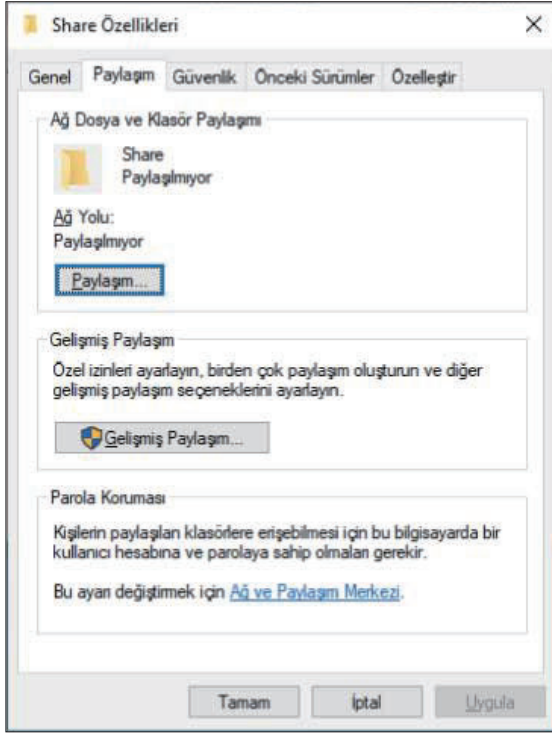 Share Özellikleri
Genel Paylaşım Güvenlik Önceki Sürümler Özelleştir
Ağ Dosya ve Klasör Paylaşımı
Share
Paylaşılmıyor
Ağ Yolu:
Paylaşılmıyor
Paylaşım...
Gelişmiş Paylaşım
Özel izinleri ayarlayın, birden çok paylaşım oluşturun ve diğer
gelişmiş paylaşım seçeneklerini ayarlayın.
Gelişmiş Paylaşım...
Parola Koruması
Kişilerin paylaşılan klasörlere erişebilmesi için bu bilgisayarda bir
kullanıcı hesabına ve parolaya sahip olmaları gerekir.
Bu ayarı değiştirmek için Ağ ve Paylaşım Merkezi.
Tamam İptal Uygula